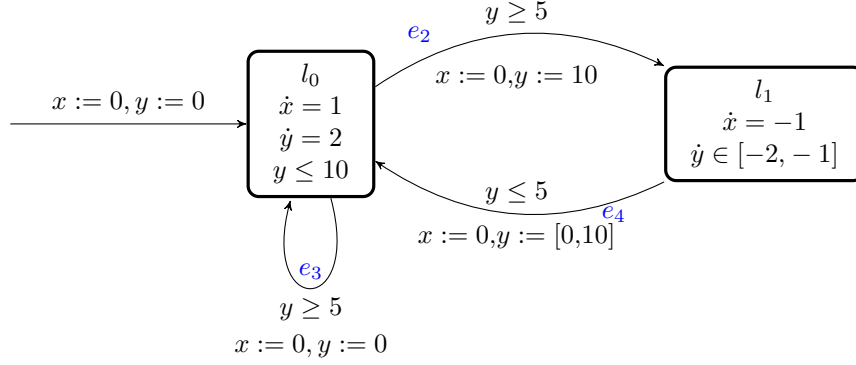 x := 0, y := 0
l₀
ẋ = 1
ẏ = 2
y ≤ 10
e₂
y ≥ 5
x := 0,y := 10
l₁
ẋ = −1
ẏ ∈ [−2, − 1]
y ≤ 5
e₄
x := 0,y := [0,10]
e₃
y ≥ 5
x := 0, y := 0